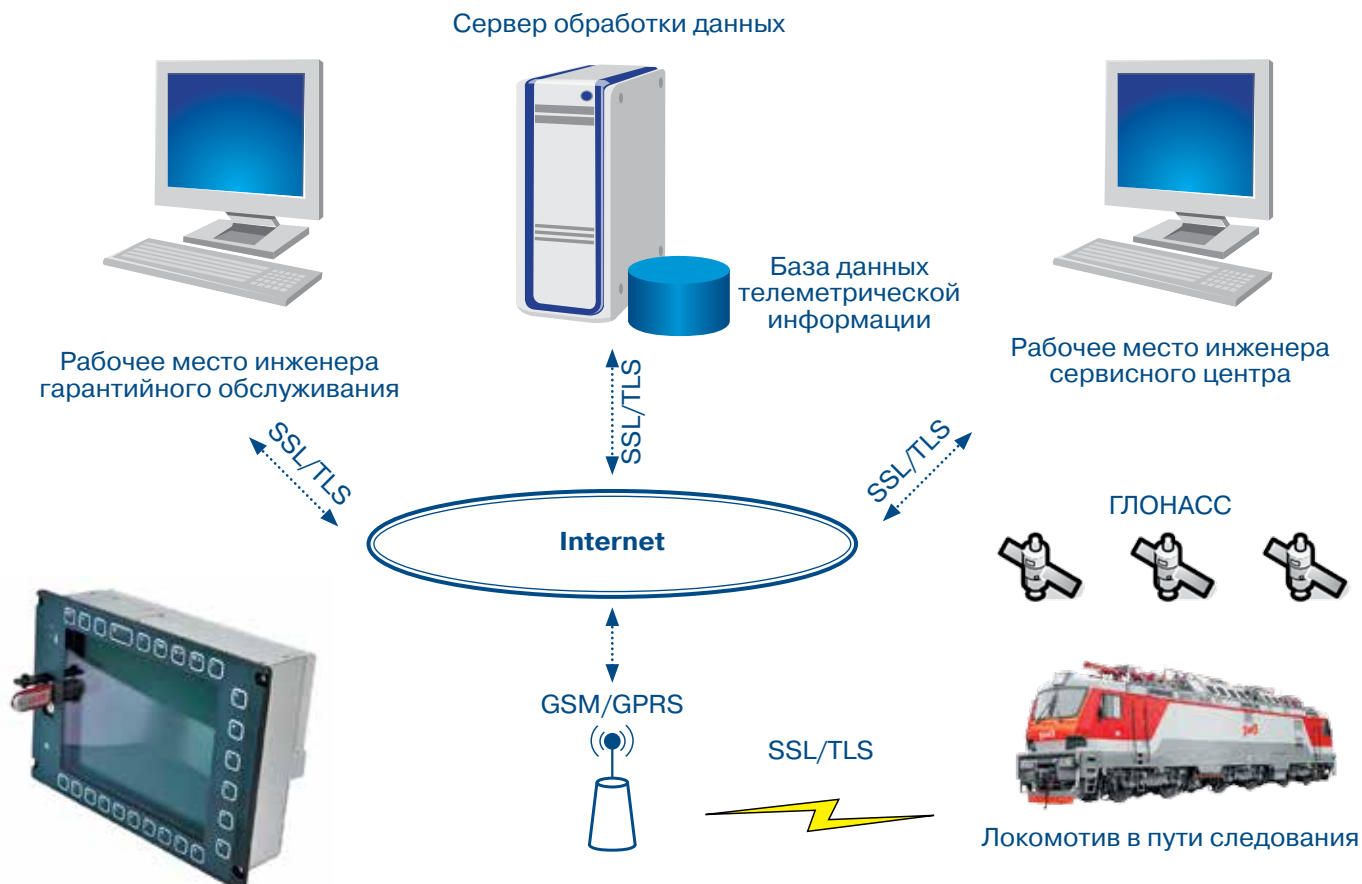 Сервер обработки данных
База данных
телеметрической
информации
Рабочее место инженера
гарантийного обслуживания
Рабочее место инженера
сервисного центра
SSL/TLS
SSL/TLS
SSL/TLS
Internet
ГЛОНАСС
GSM/GPRS
SSL/TLS
Локомотив в пути следования